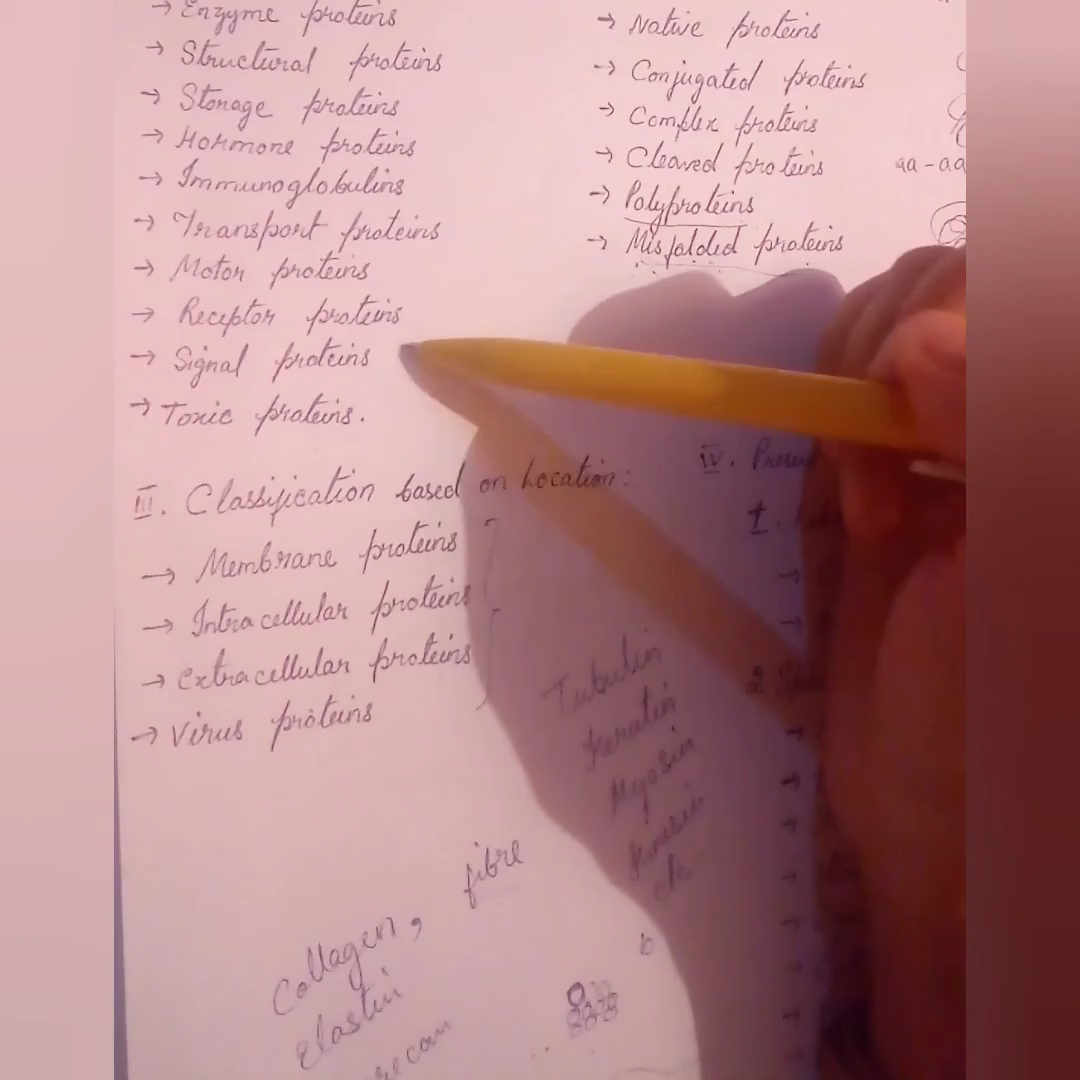 → Enzyme proteins
→ Structural proteins
→ Storage proteins
→ Hormone proteins
→ Immunoglobulins
→ Transport proteins
→ Motor proteins
→ Receptor proteins
→ Signal proteins
→ Toxic proteins.
→ Native proteins
→ Conjugated proteins
→ Complex proteins
→ Cleaved proteins
aa-aa
→ Polyproteins
→ Misfolded proteins
III. Classification based on Location:
→ Membrane proteins
→ Intracellular proteins
→ extracellular proteins
→ Virus proteins
iv.
Tubulin
Keratin
Myosin
Kinesin
etc
fibre
Collagen,
Elastin